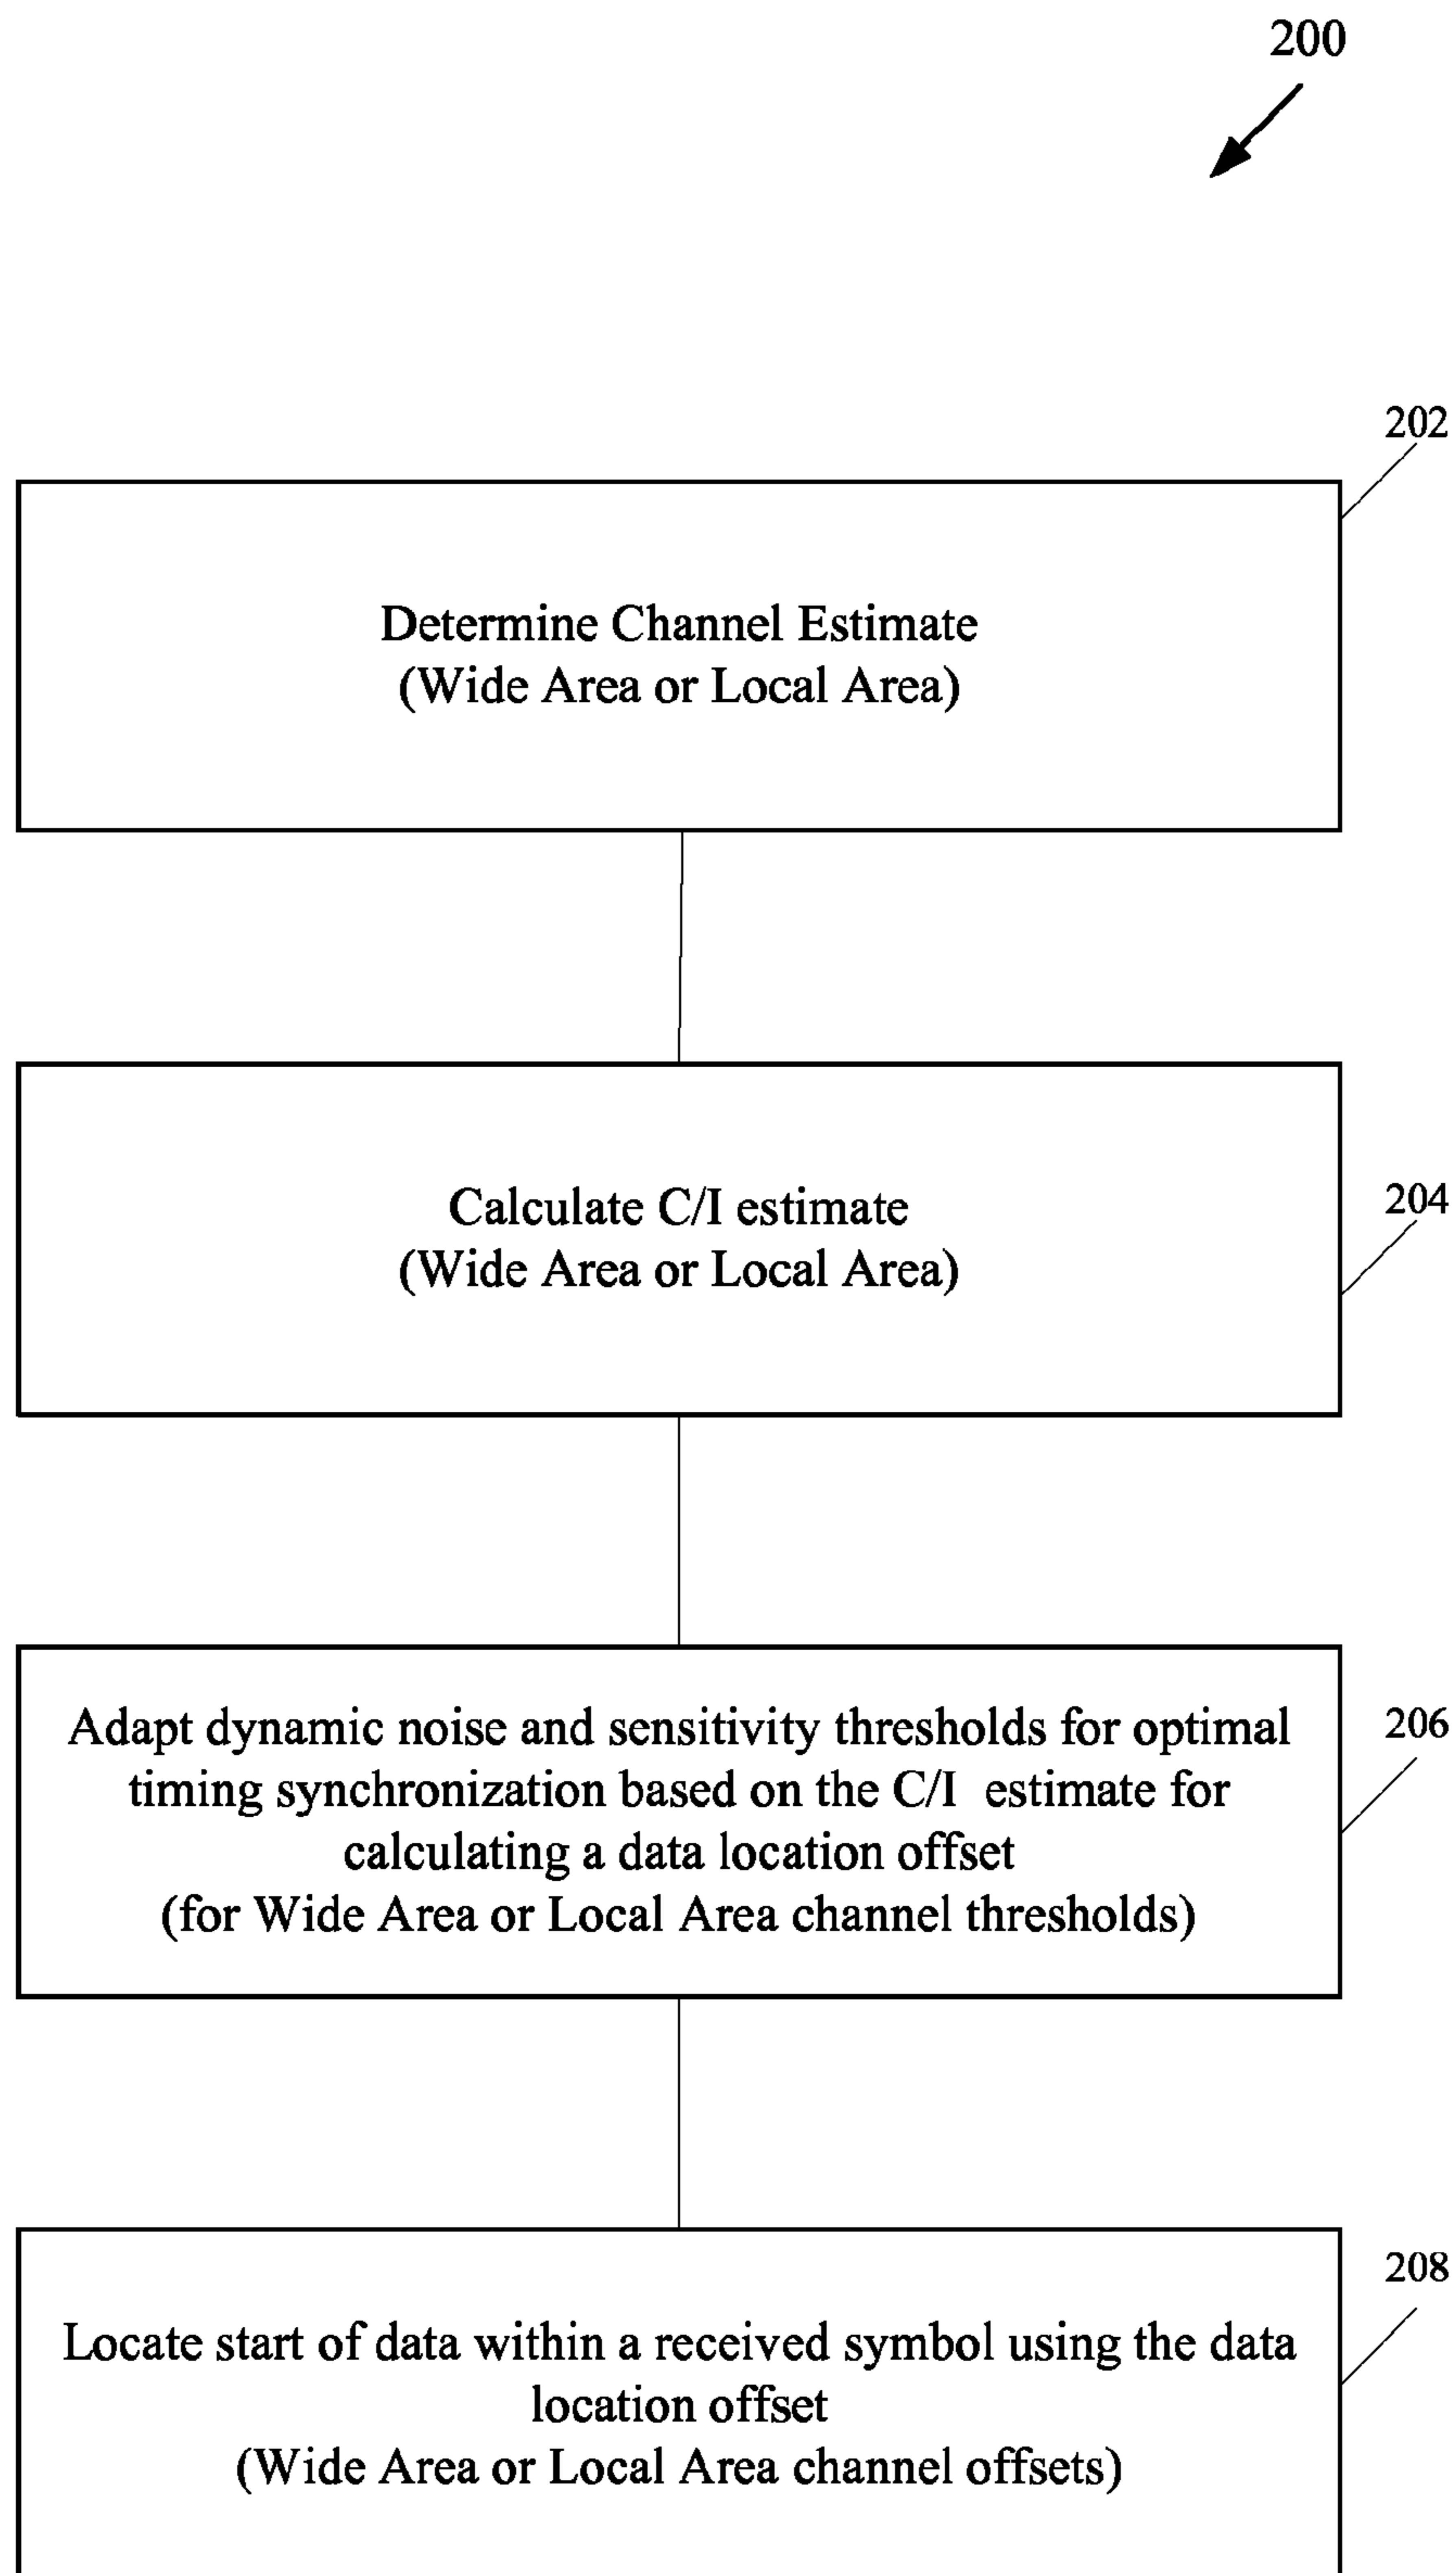 200
202
Determine Channel Estimate
(Wide Area or Local Area)
204
Calculate C/I estimate
(Wide Area or Local Area)
206
Adapt dynamic noise and sensitivity thresholds for optimal
timing synchronization based on the C/I estimate for
calculating a data location offset
(for Wide Area or Local Area channel thresholds)
208
Locate start of data within a received symbol using the data
location offset
(Wide Area or Local Area channel offsets)